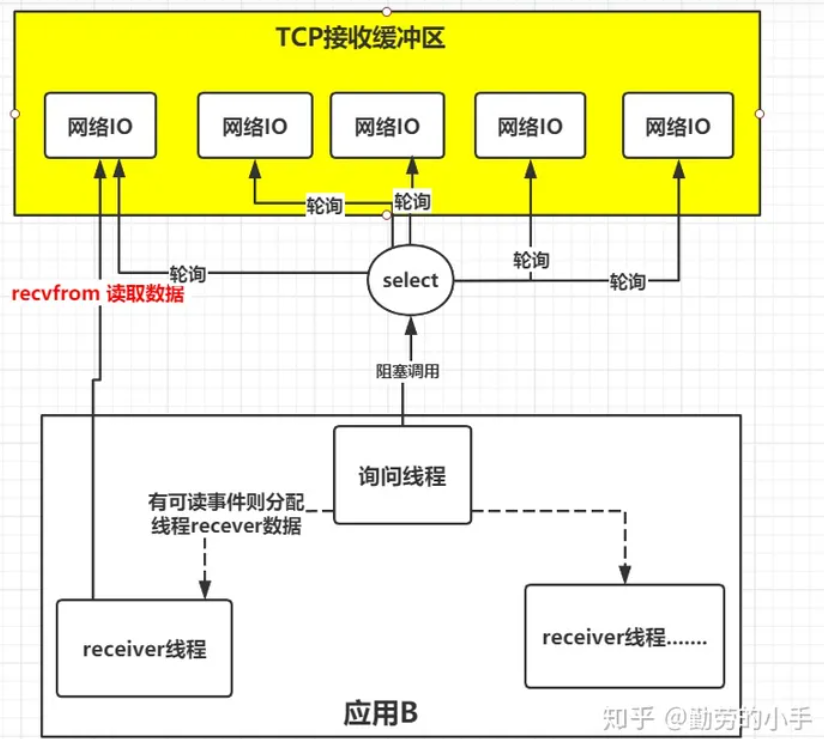 TCP接收缓冲区
网络IO
网络IO
网络IO
网络IO
网络IO
轮询
轮询
轮询
轮询
轮询
recvfrom 读取数据
select
阻塞调用
询问线程
有可读事件则分配
线程recever数据
receiver线程
receiver线程.......
应用B
知乎 @勤劳的小手